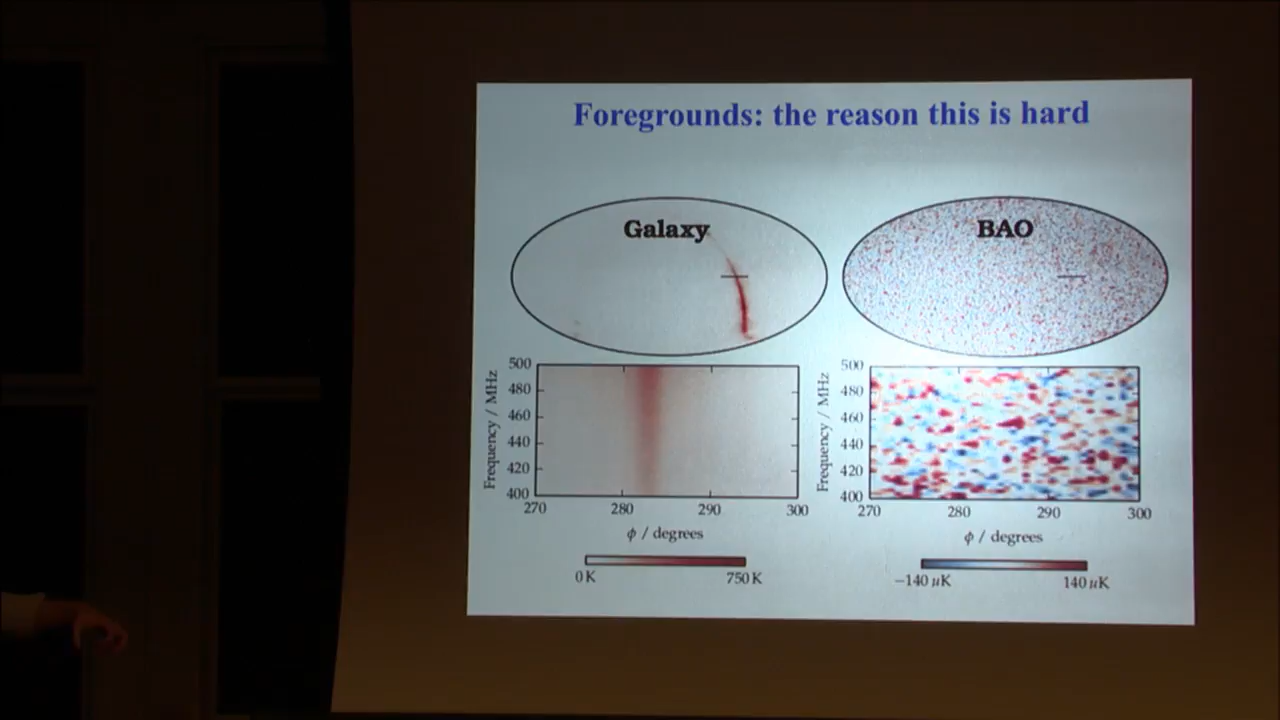 Foregrounds: the reason this is hard
Galaxy
BAO
Frequency / MHz
500
480
460
440
420
400
270
280
290
300
ϕ / degrees
0 K
750 K
Frequency / MHz
500
480
460
440
420
400
270
280
290
300
ϕ / degrees
−140 μK
140 μK